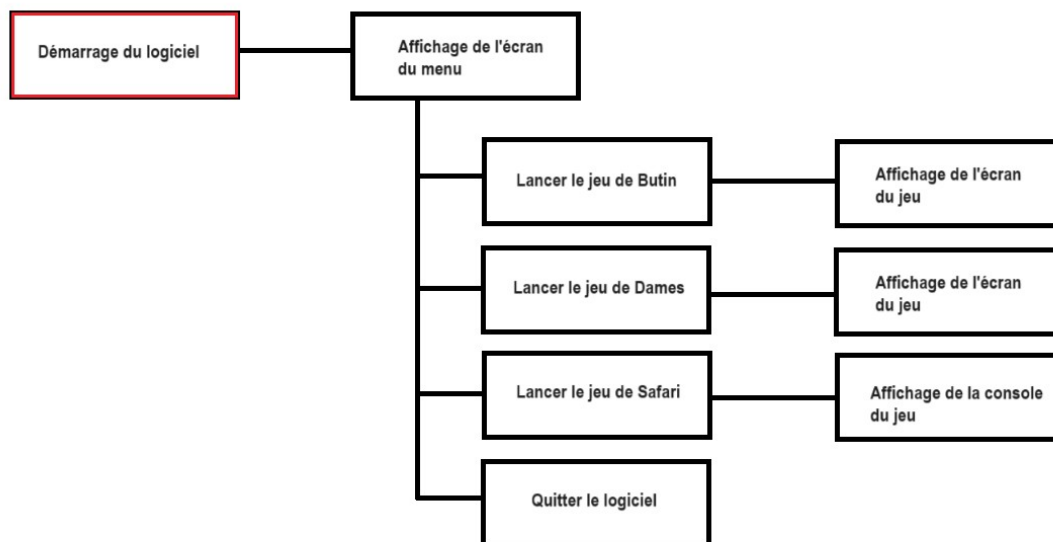 Démarrage du logiciel
Affichage de l'écran
du menu
Lancer le jeu de Butin
Affichage de l'écran
du jeu
Lancer le jeu de Dames
Affichage de l'écran
du jeu
Lancer le jeu de Safari
Affichage de la console
du jeu
Quitter le logiciel